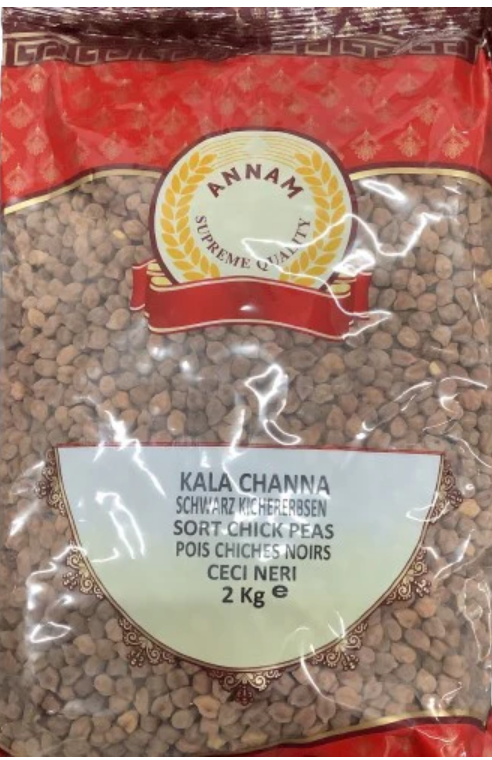 ANNAM
SUPREME QUALITY
KALA CHANNA
SCHWARZ KICHERERBSEN
SORT CHICK PEAS
POIS CHICHES NOIRS
CECI NERI
2 Kg e